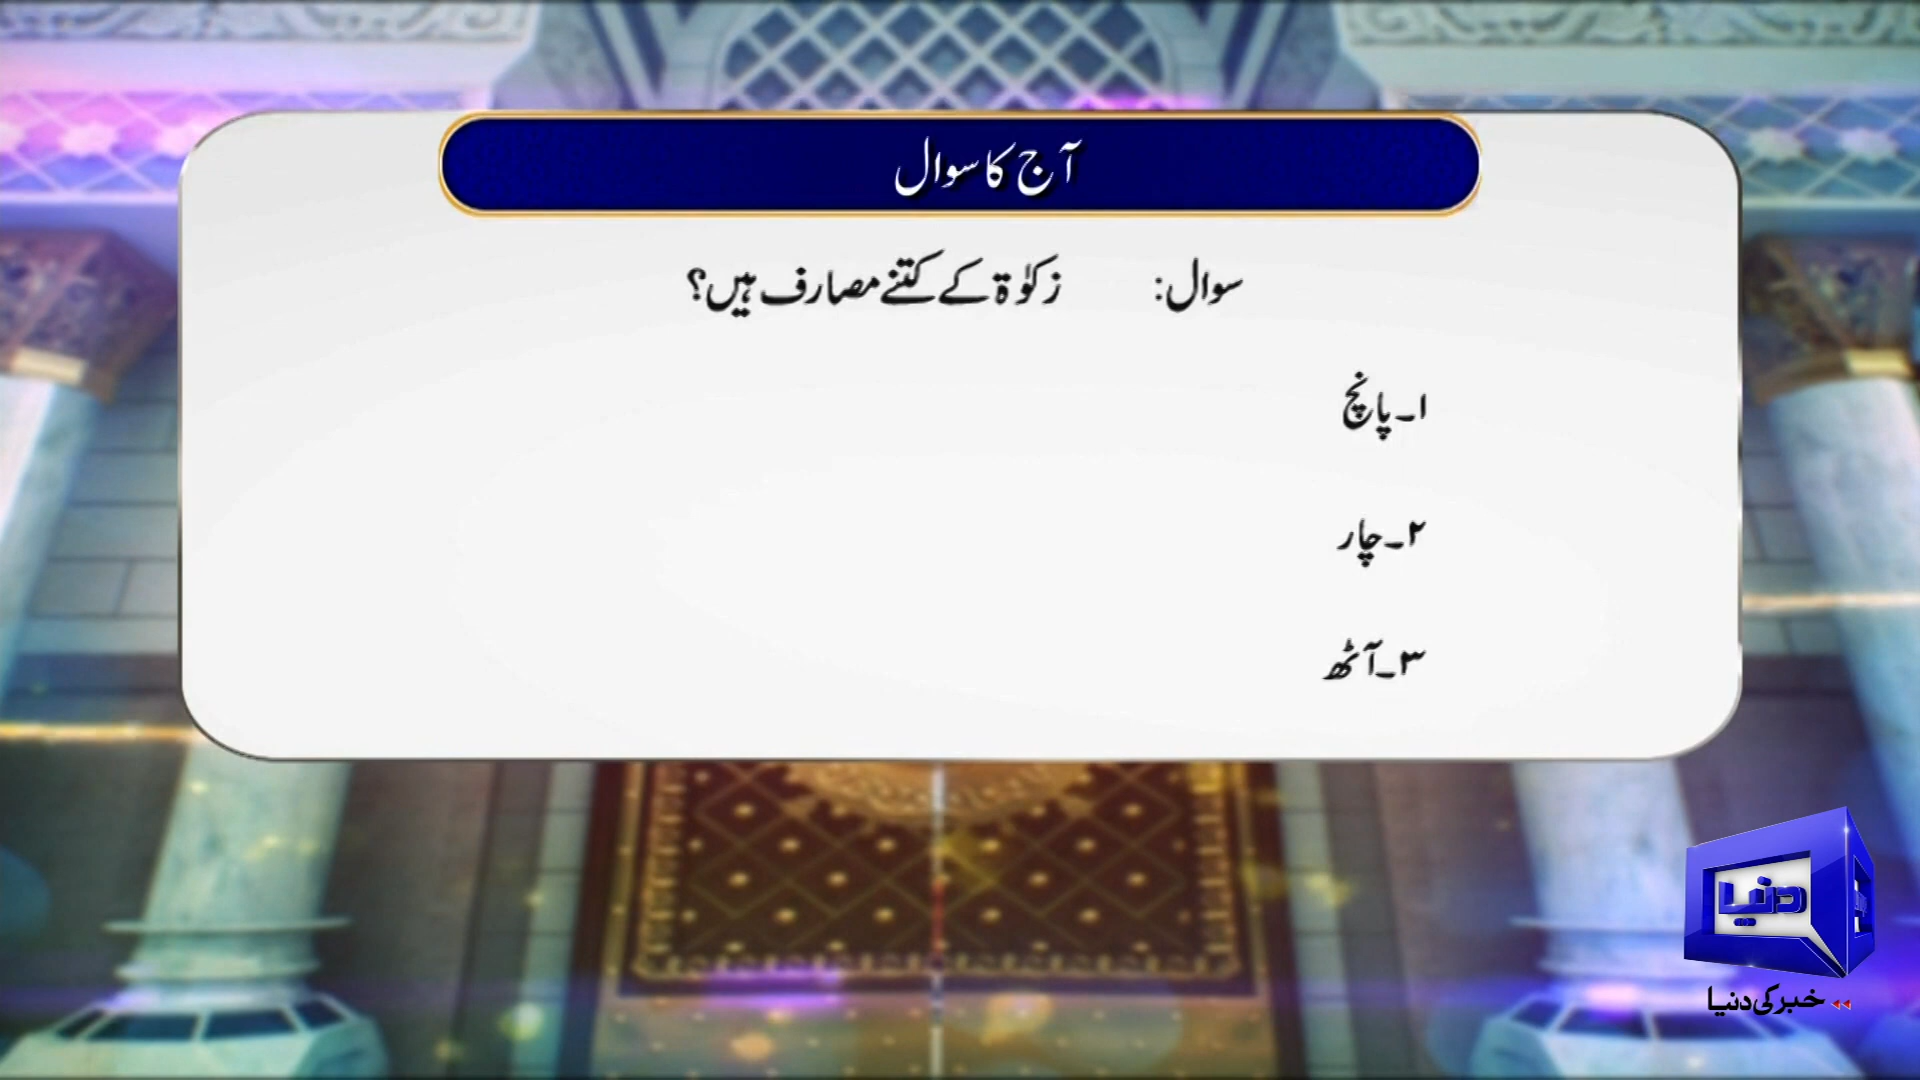 آج کا سوال
سوال: زکوٰۃ کے کتنے مصارف ہیں؟
۱۔پانچ
۲۔چار
۳۔آٹھ
دنیا
خبر کی دنیا